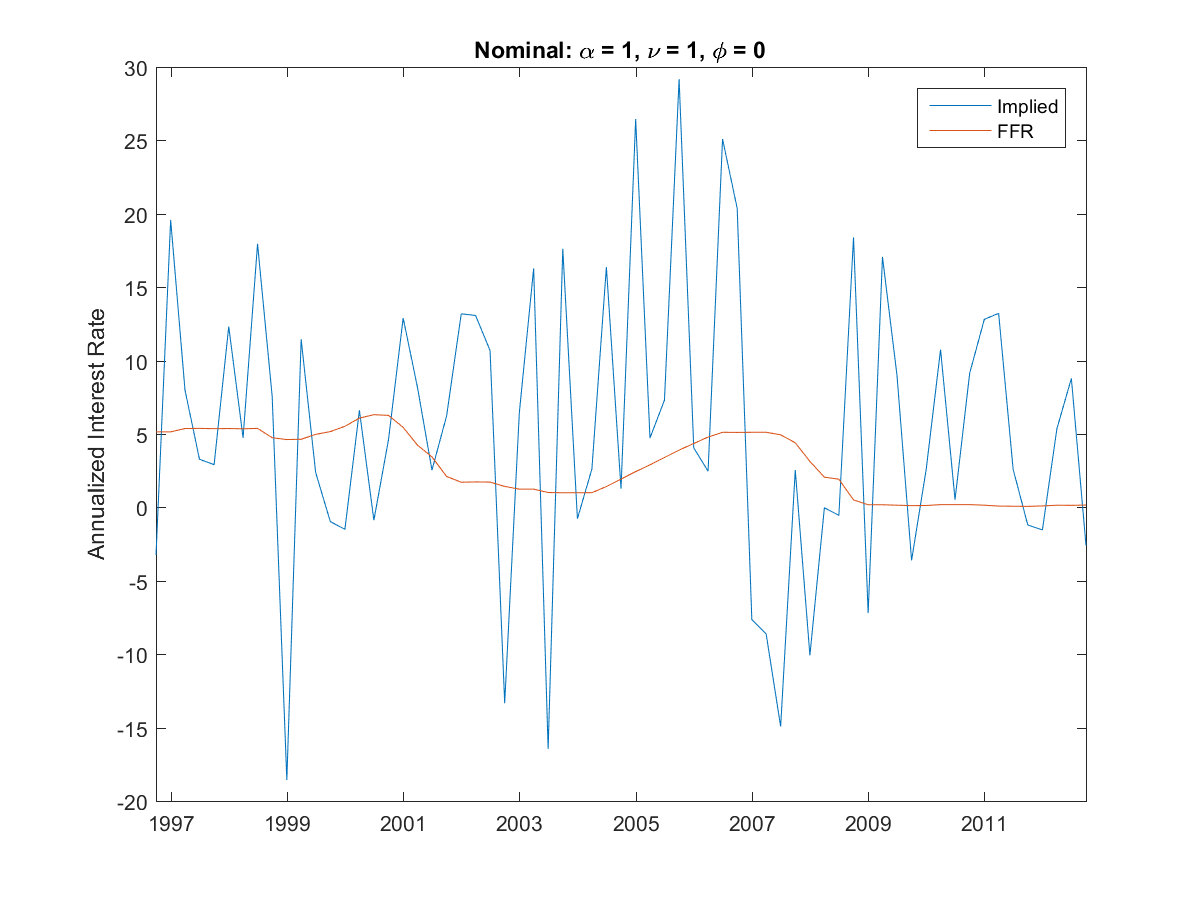 Nominal: α = 1, ν = 1, ϕ = 0
Implied
FFR
Annualized Interest Rate
30
25
20
15
10
5
0
-5
-10
-15
-20
1997 1999 2001 2003 2005 2007 2009 2011